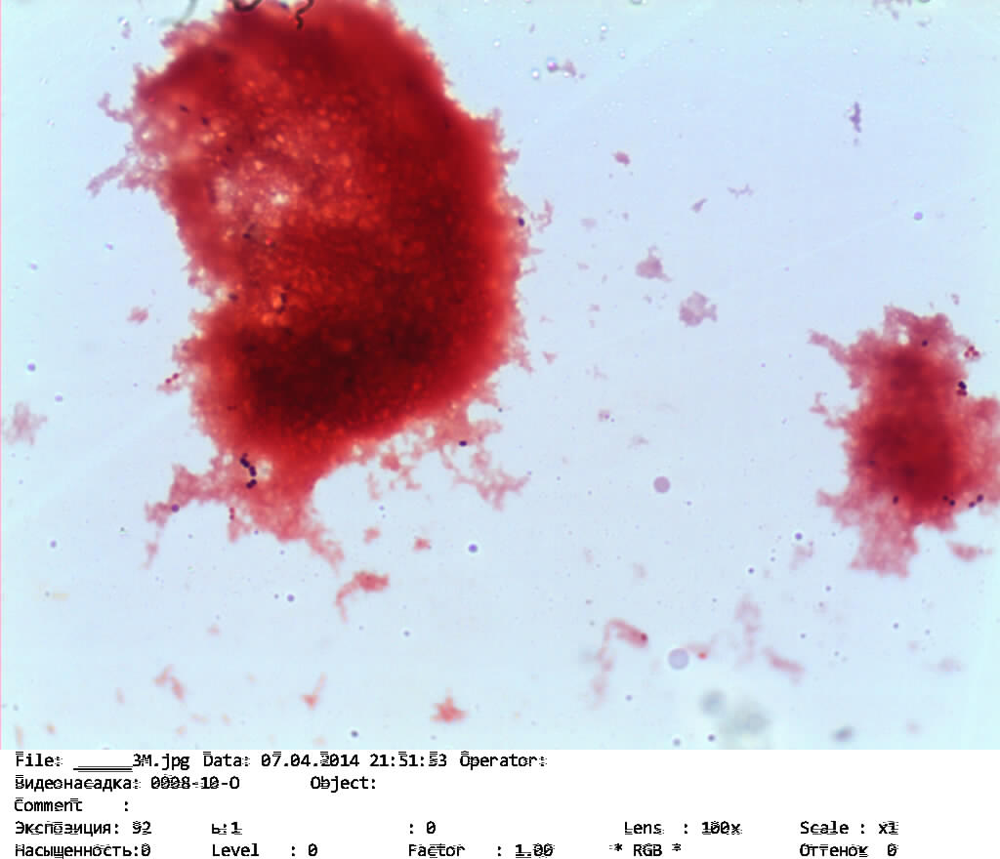 File: ______3M.jpg Data: 07.04.2014 21:51:53 Operator:
Видеонасадка: 0008-10-O Object:
Comment :
Экспозиция: 92 ь:1 : 0 Lens : 100x Scale : x1
Насыщенность:0 Level : 0 Factor : 1.00 * RGB * Оттенок 0